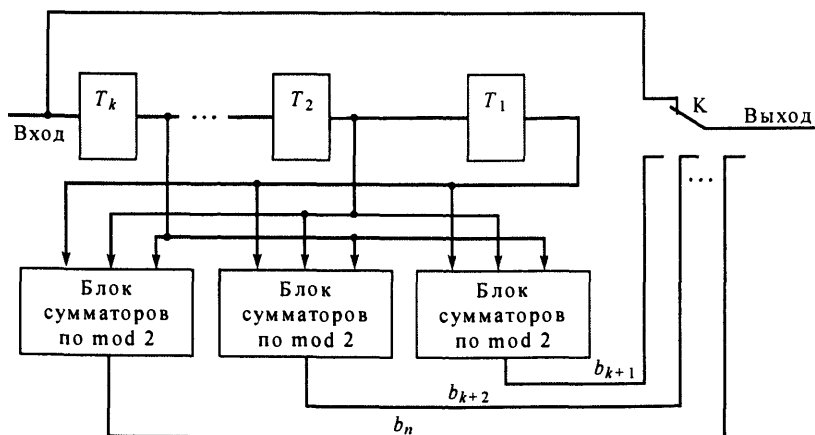 T_k
T_2
T_1
K
Вход
Выход
...
...
Блок
сумматоров
по mod 2
Блок
сумматоров
по mod 2
Блок
сумматоров
по mod 2
b_{k+1}
b_{k+2}
b_n